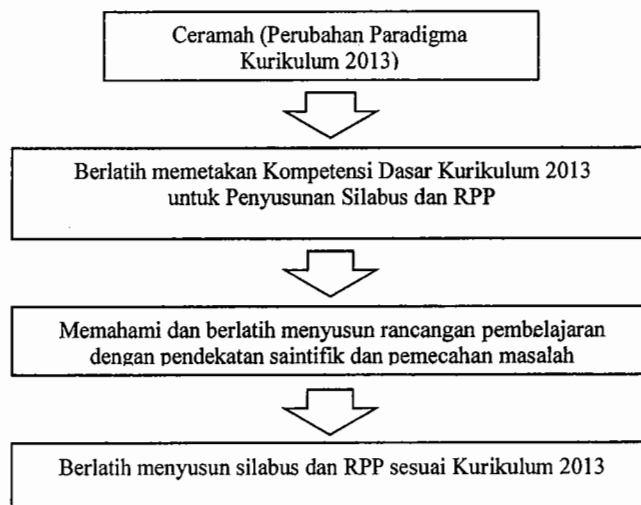 Ceramah (Perubahan Paradigma
Kurikulum 2013)
Berlatih memetakan Kompetensi Dasar Kurikulum 2013
untuk Penyusunan Silabus dan RPP
Memahami dan berlatih menyusun rancangan pembelajaran
dengan pendekatan saintifik dan pemecahan masalah
Berlatih menyusun silabus dan RPP sesuai Kurikulum 2013